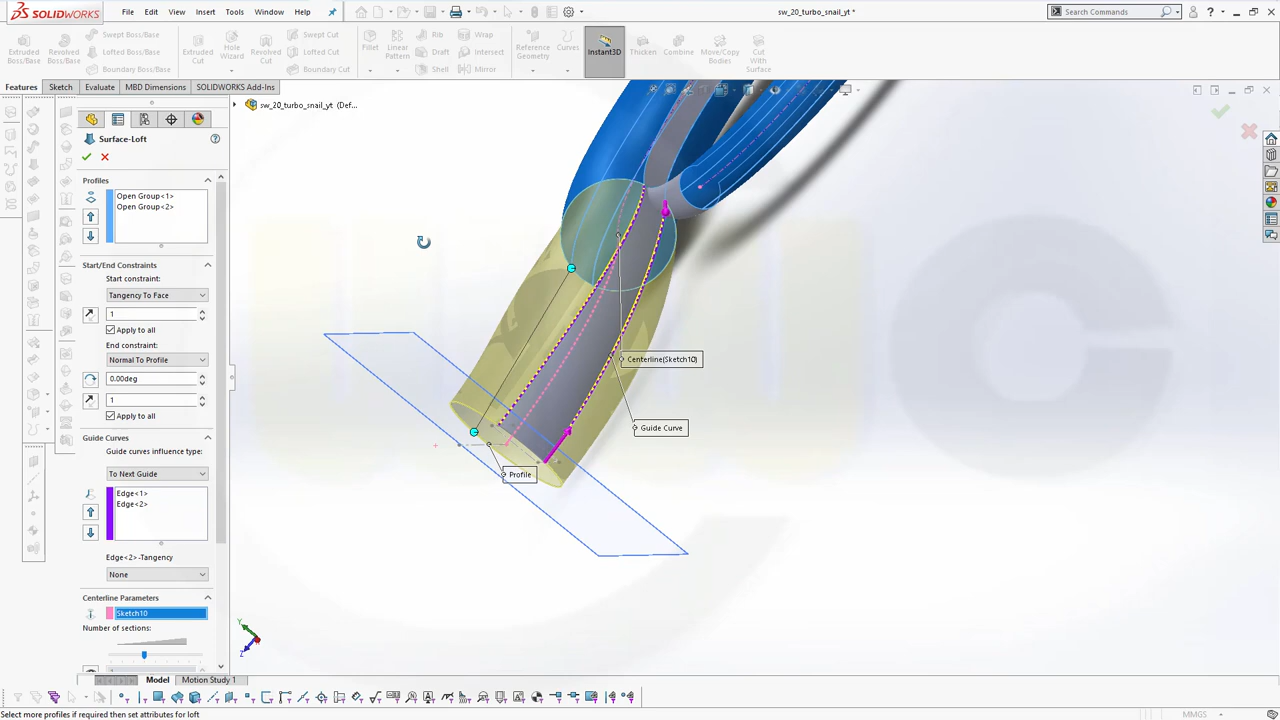 SOLIDWORKS
File
Edit
View
Insert
Tools
Window
Help
sw_20_turbo_snail_yt *
Search Commands
Extruded Boss/Base
Revolved Boss/Base
Swept Boss/Base
Lofted Boss/Base
Boundary Boss/Base
Extruded Cut
Hole Wizard
Revolved Cut
Swept Cut
Lofted Cut
Boundary Cut
Fillet
Linear Pattern
Rib
Draft
Shell
Wrap
Intersect
Mirror
Reference Geometry
Curves
Instant3D
Thicken
Combine
Move/Copy Bodies
Cut With Surface
Features
Sketch
Evaluate
MBD Dimensions
SOLIDWORKS Add-Ins
sw_20_turbo_snail_yt (Def...
Surface-Loft
Profiles
Open Group<1>
Open Group<2>
Start/End Constraints
Start constraint:
Tangency To Face
1
Apply to all
End constraint:
Normal To Profile
0.00deg
1
Apply to all
Guide Curves
Guide curves influence type:
To Next Guide
Edge<1>
Edge<2>
Edge<2> -Tangency
None
Centerline Parameters
Sketch10
Number of sections:
Centerline(Sketch10)
Guide Curve
Profile
Y
Z
Model
Motion Study 1
Select more profiles if required then set attributes for loft
MMGS